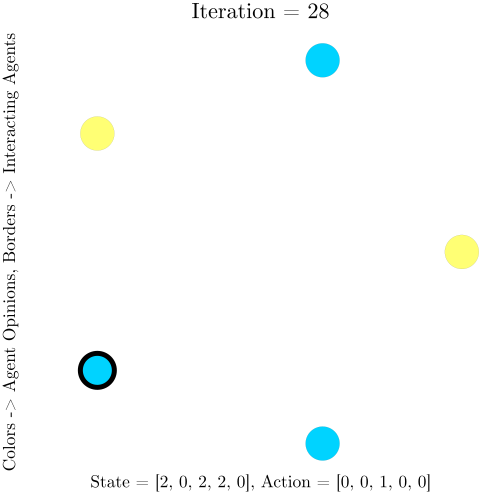 Iteration = 28
Colors -> Agent Opinions, Borders -> Interacting Agents
State = [2, 0, 2, 2, 0], Action = [0, 0, 1, 0, 0]